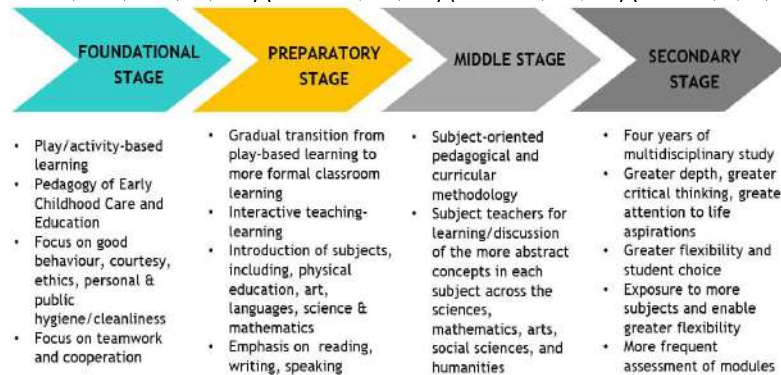 FOUNDATIONAL
STAGE
PREPARATORY
STAGE
MIDDLE STAGE
SECONDARY
STAGE
• Play/activity-based
learning
• Pedagogy of Early
Childhood Care and
Education
• Focus on good
behaviour, courtesy,
ethics, personal &
public
hygiene/cleanliness
• Focus on teamwork
and cooperation
• Gradual transition from
play-based learning to
more formal classroom
learning
• Interactive teaching-
learning
• Introduction of subjects,
including, physical
education, art,
languages, science &
mathematics
• Emphasis on reading,
writing, speaking
• Subject-oriented
pedagogical and
curricular
methodology
• Subject teachers for
learning/discussion
of the more abstract
concepts in each
subject across the
sciences,
mathematics, arts,
social sciences, and
humanities
• Four years of
multidisciplinary study
• Greater depth, greater
critical thinking, greate
attention to life
aspirations
• Greater flexibility and
student choice
• Exposure to more
subjects and enable
greater flexibility
• More frequent
assessment of modules